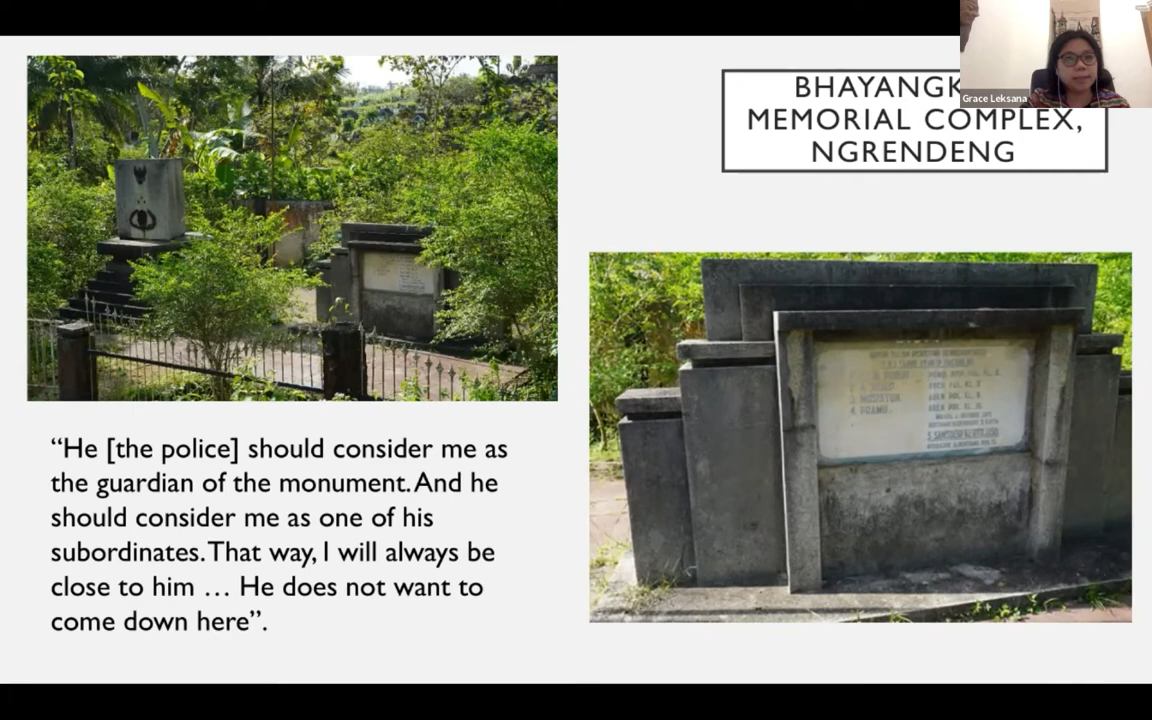 BHAYANGK
MEMORIAL COMPLEX,
NGRENDENG
Grace Leksana
“He [the police] should consider me as
the guardian of the monument. And he
should consider me as one of his
subordinates. That way, I will always be
close to him … He does not want to
come down here”.
4. PRAMU.